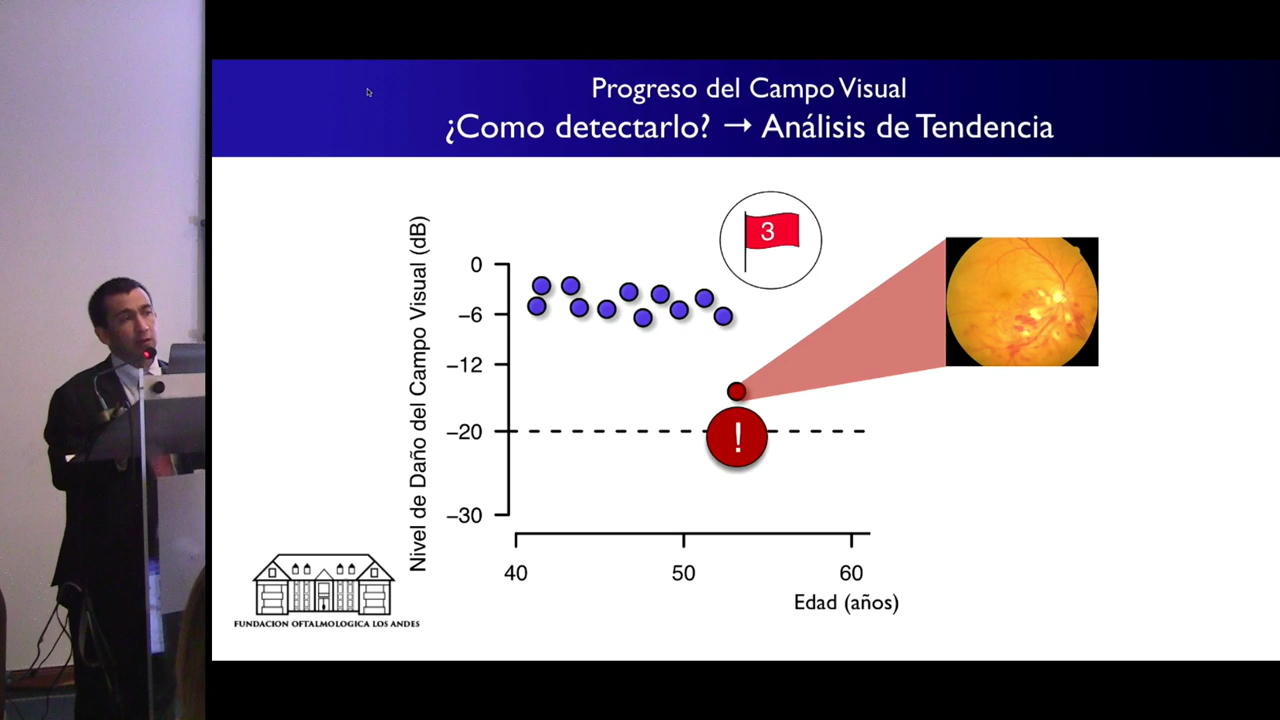 Progreso del Campo Visual
¿Como detectarlo? → Análisis de Tendencia
3
Nivel de Daño del Campo Visual (dB)
0
−6
−12
−20
−30
!
40
50
60
Edad (años)
FUNDACION OFTALMOLOGICA LOS ANDES